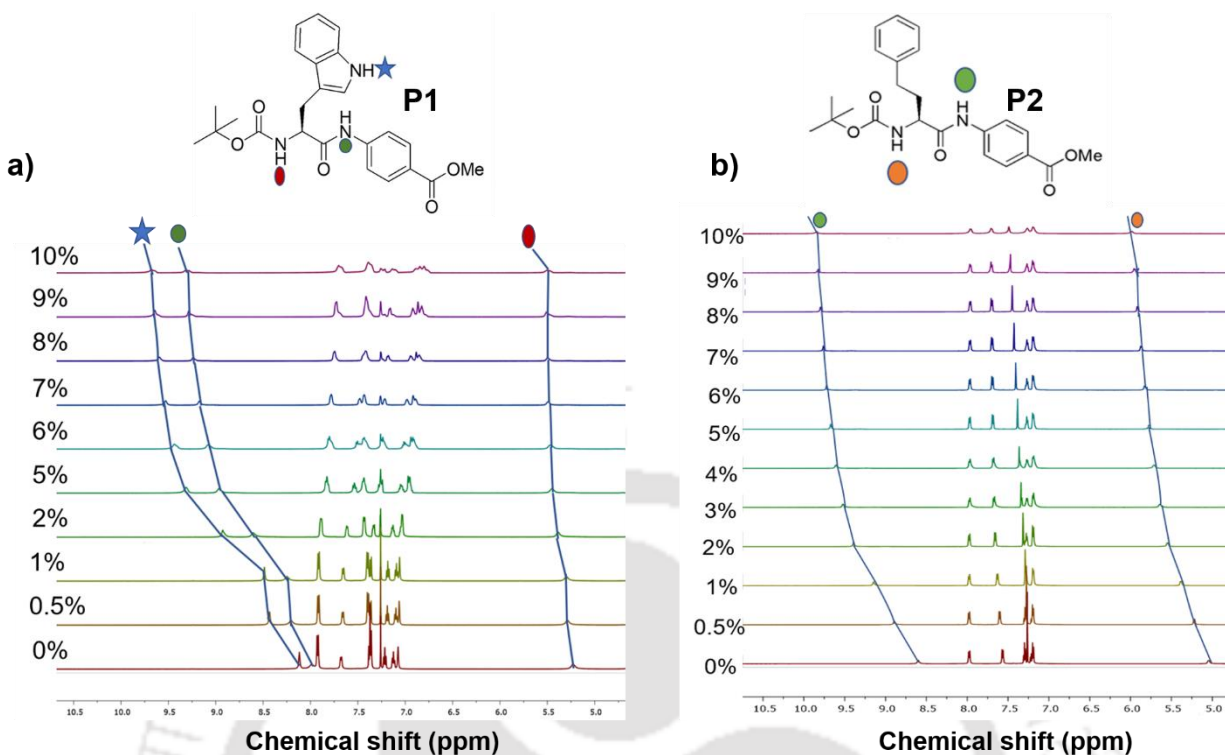 a)
P1
NH
O
O
N
H
H
N
O
OMe
O
10%
9%
8%
7%
6%
5%
2%
1%
0.5%
0%
10.5 10.0 9.5 9.0 8.5 8.0 7.5 7.0 6.5 6.0 5.5 5.0
Chemical shift (ppm)
b)
P2
O
O
N
H
H
N
O
OMe
O
10%
9%
8%
7%
6%
5%
4%
3%
2%
1%
0.5%
0%
10.5 10.0 9.5 9.0 8.5 8.0 7.5 7.0 6.5 6.0 5.5 5.0
Chemical shift (ppm)